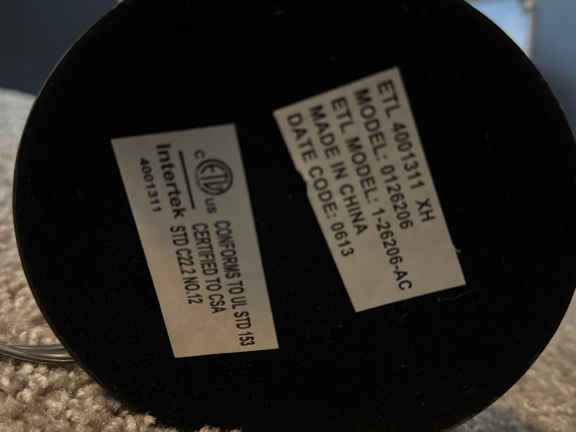 ETL 4001311 XH
MODEL: 0126206
ETL MODEL: 1-26206-AC
MADE IN CHINA
DATE CODE: 0613
C ETL US
Intertek
4001311
CONFORMS TO UL STD 153
CERTIFIED TO CSA
STD C22.2 NO.12